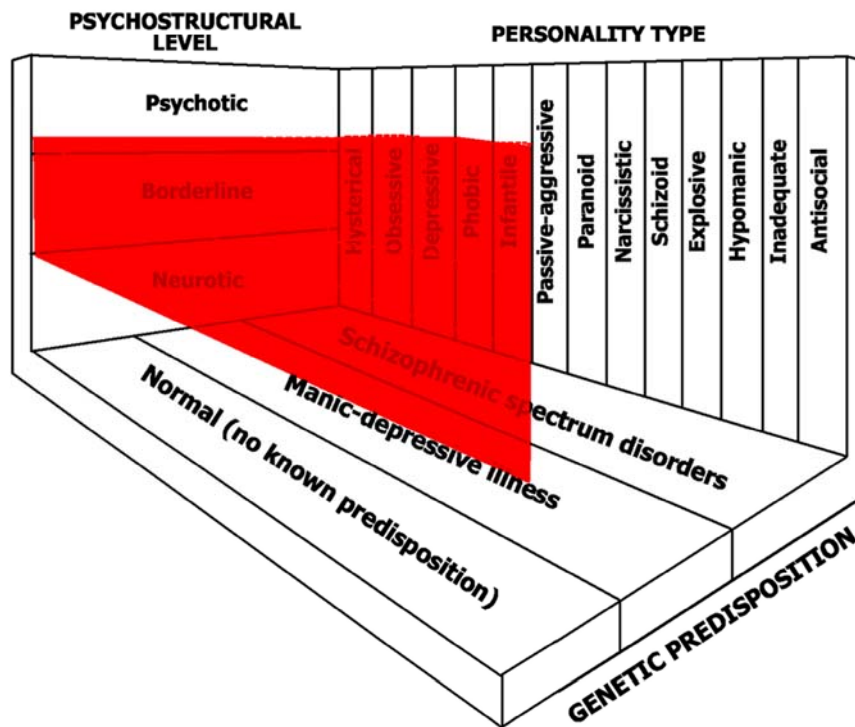 PSYCHOSTRUCTURAL
LEVEL
PERSONALITY TYPE
Psychotic
Borderline
Neurotic
Hysterical
Obsessive
Depressive
Phobic
Infantile
Passive-aggressive
Paranoid
Narcissistic
Schizoid
Explosive
Hypomanic
Inadequate
Antisocial
Schizophrenic spectrum disorders
Manic-depressive illness
Normal (no known predisposition)
GENETIC PREDISPOSITION